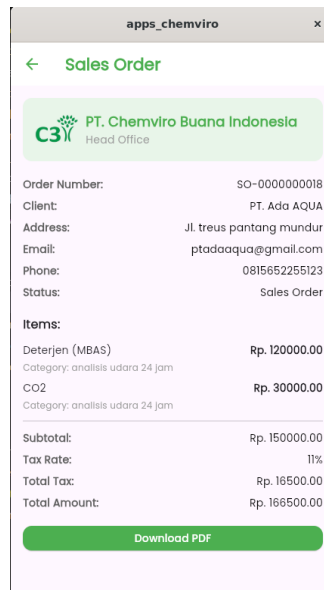 apps_chemviro ×
← Sales Order
C3 PT. Chemviro Buana Indonesia
Head Office
Order Number: SO-0000000018
Client: PT. Ada AQUA
Address: Jl. treus pantang mundur
Email: ptadaaqua@gmail.com
Phone: 0815652255123
Status: Sales Order
Items:
Deterjen (MBAS) Rp. 120000.00
Category: analisis udara 24 jam
CO2 Rp. 30000.00
Category: analisis udara 24 jam
Subtotal: Rp. 150000.00
Tax Rate: 11%
Total Tax: Rp. 16500.00
Total Amount: Rp. 166500.00
Download PDF